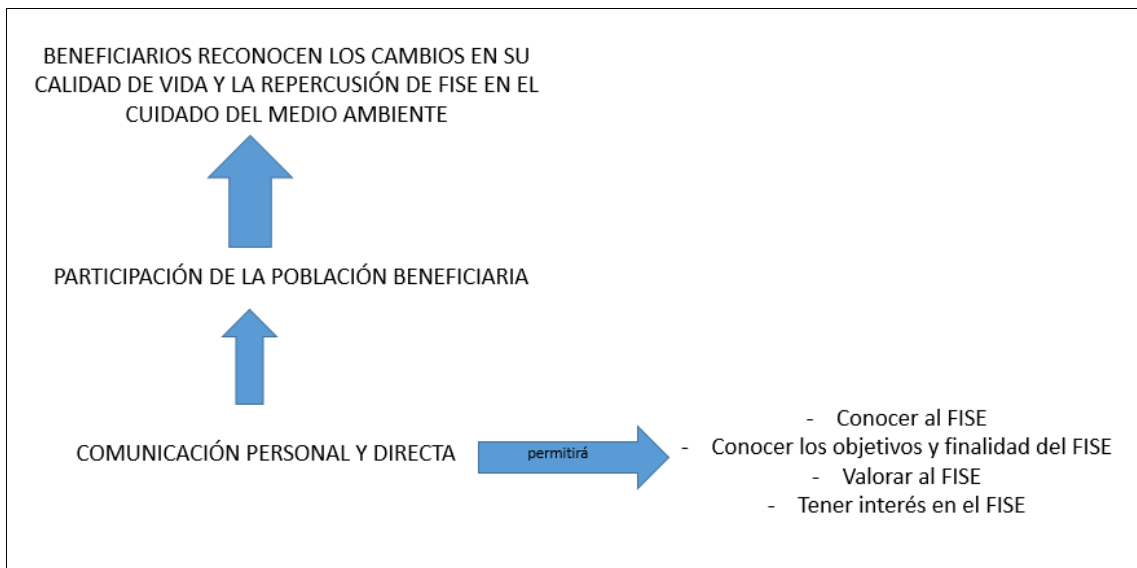 BENEFICIARIOS RECONOCEN LOS CAMBIOS EN SU
CALIDAD DE VIDA Y LA REPERCUSIÓN DE FISE EN EL
CUIDADO DEL MEDIO AMBIENTE
PARTICIPACIÓN DE LA POBLACIÓN BENEFICIARIA
COMUNICACIÓN PERSONAL Y DIRECTA
permitirá
- Conocer al FISE
- Conocer los objetivos y finalidad del FISE
- Valorar al FISE
- Tener interés en el FISE